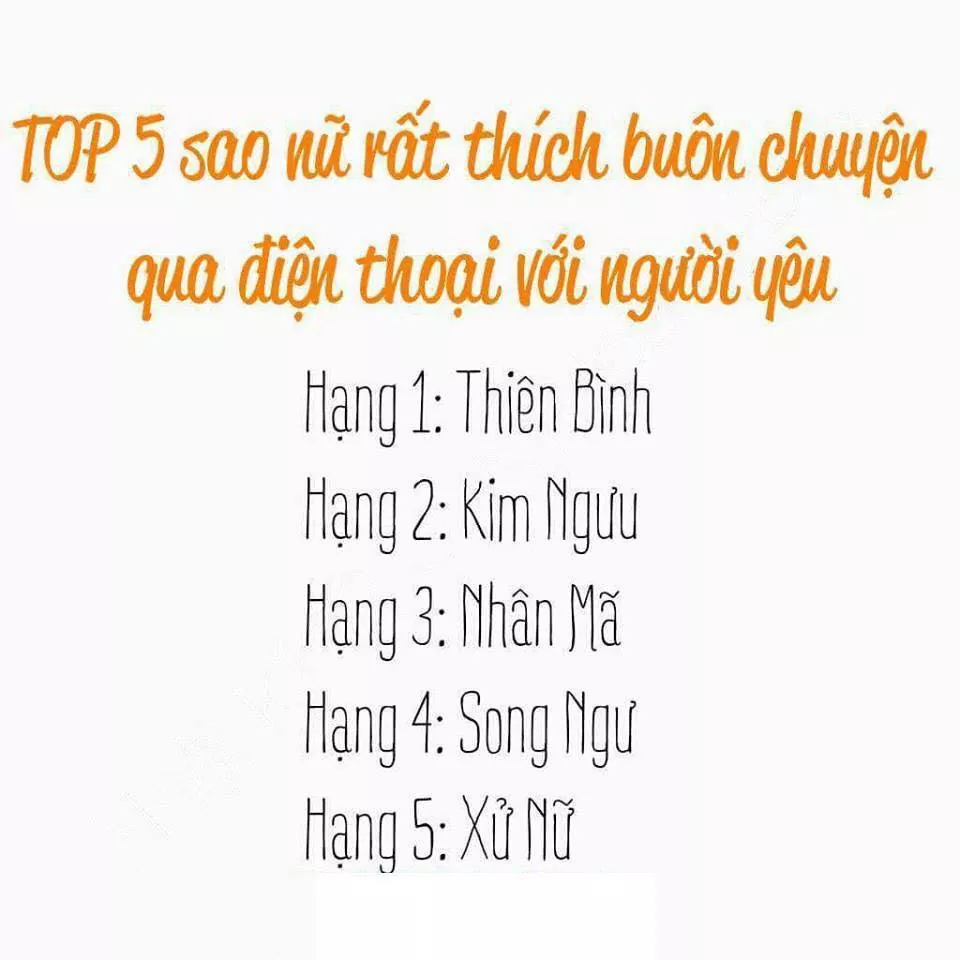 TOP 5 sao nữ rất thích buôn chuyện
qua điện thoại với người yêu
Hạng 1: Thiên Bình
Hạng 2: Kim Ngưu
Hạng 3: Nhân Mã
Hạng 4: Song Ngư
Hạng 5: Xử Nữ